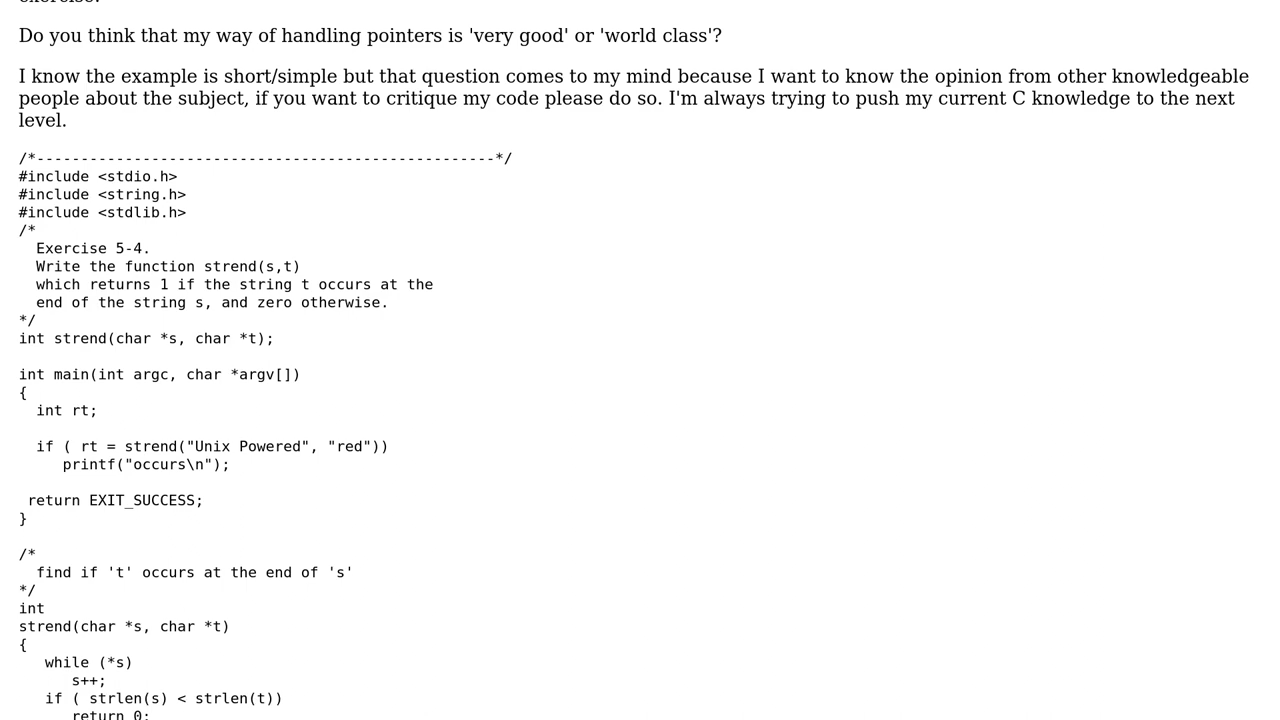 exercise.
Do you think that my way of handling pointers is 'very good' or 'world class'?
I know the example is short/simple but that question comes to my mind because I want to know the opinion from other knowledgeable
people about the subject, if you want to critique my code please do so. I'm always trying to push my current C knowledge to the next
level.
/*----------------------------------------------------*/
#include <stdio.h>
#include <string.h>
#include <stdlib.h>
/*
  Exercise 5-4.
  Write the function strend(s,t)
  which returns 1 if the string t occurs at the
  end of the string s, and zero otherwise.
*/
int strend(char *s, char *t);
int main(int argc, char *argv[])
{
  int rt;
  if ( rt = strend("Unix Powered", "red"))
     printf("occurs\n");
 return EXIT_SUCCESS;
}
/*
  find if 't' occurs at the end of 's'
*/
int
strend(char *s, char *t)
{
   while (*s)
      s++;
   if ( strlen(s) < strlen(t))
      return 0;